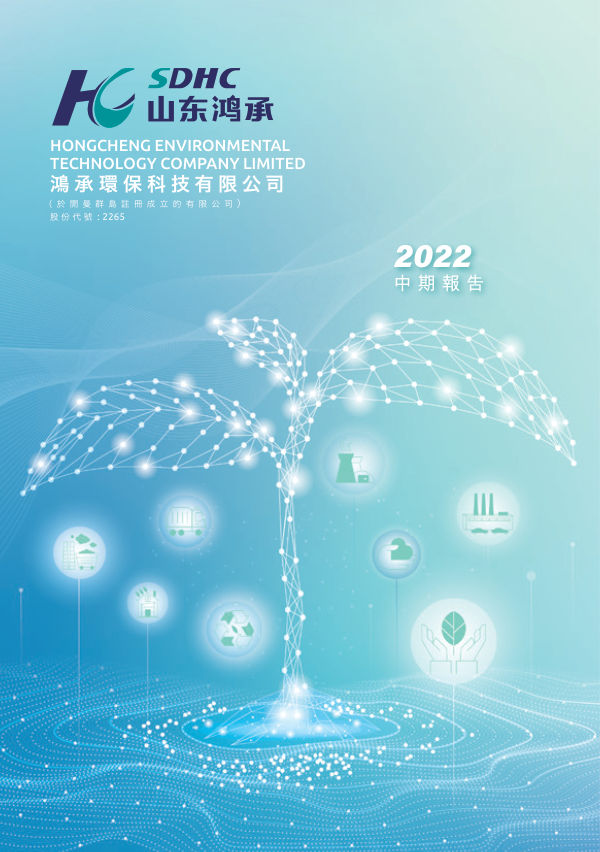 SDHC
山东鸿承
HONGCHENG ENVIRONMENTAL
TECHNOLOGY COMPANY LIMITED
鴻承環保科技有限公司
(於開曼群島註冊成立的有限公司)
股份代號:2265
2022
中期報告